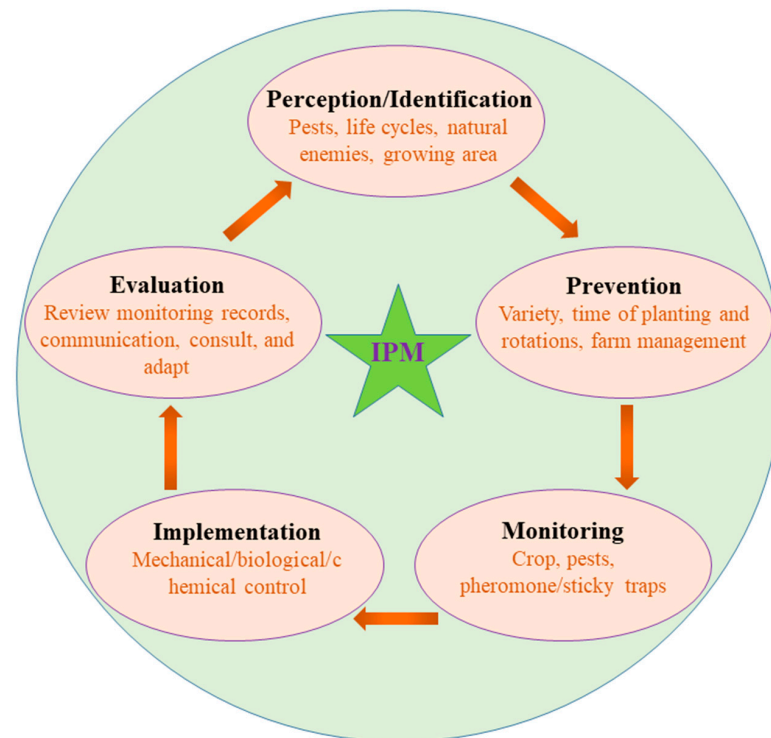 Perception/Identification
Pests, life cycles, natural
enemies, growing area
Evaluation
Review monitoring records,
communication, consult, and
adapt
IPM
Prevention
Variety, time of planting and
rotations, farm management
Implementation
Mechanical/biological/c
hemical control
Monitoring
Crop, pests,
pheromone/sticky traps